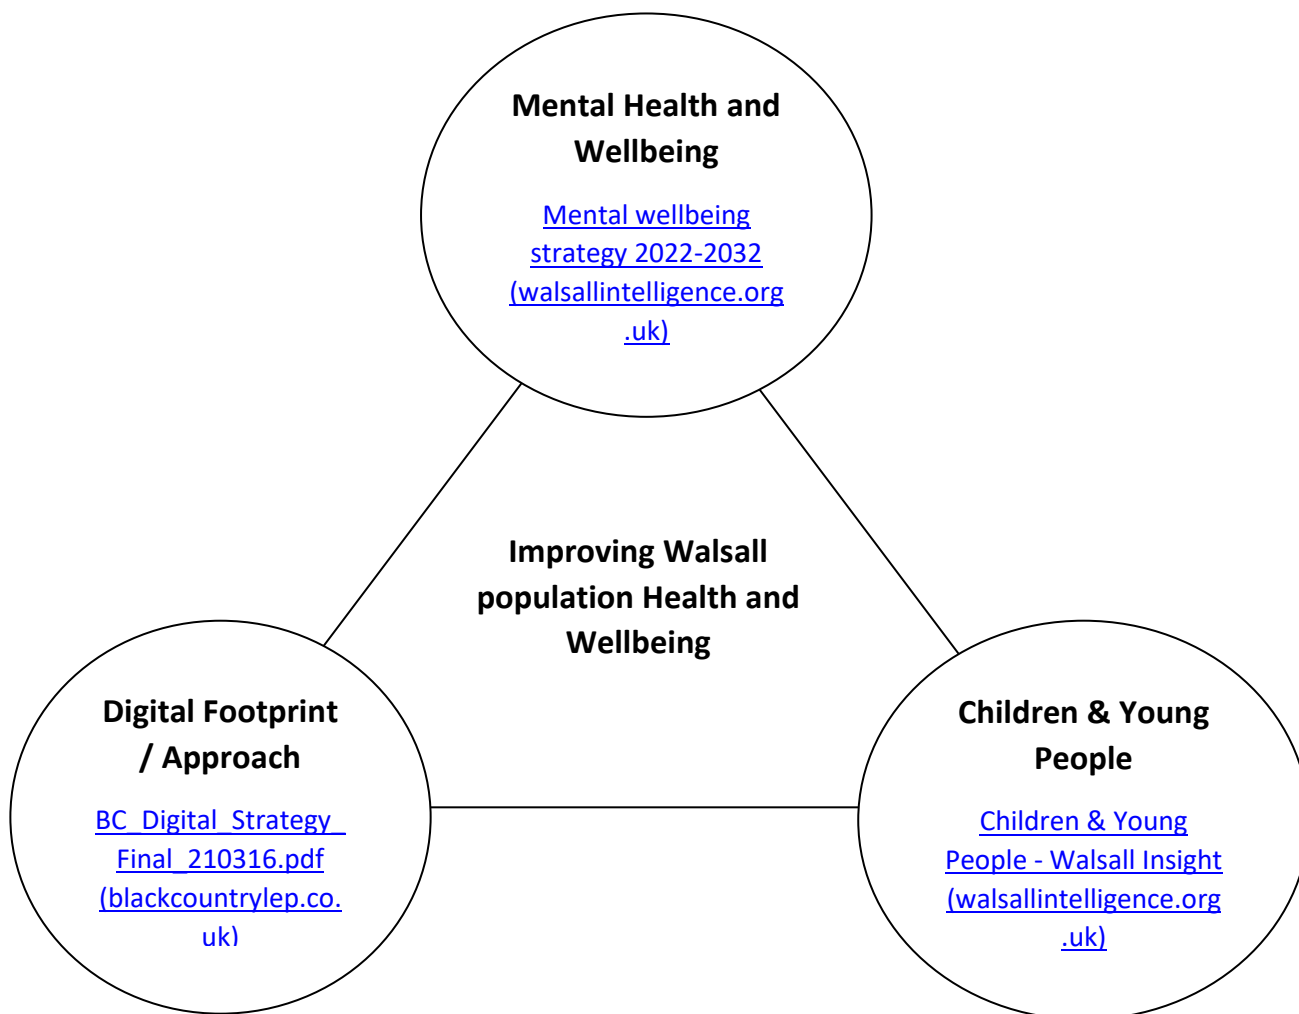 Mental Health and
Wellbeing
Mental wellbeing
strategy 2022-2032
(walsallintelligence.org
.uk)
Improving Walsall
population Health and
Wellbeing
Digital Footprint
/ Approach
BC_Digital_Strategy_
Final_210316.pdf
(blackcountrylep.co.
uk)
Children & Young
People
Children & Young
People - Walsall Insight
(walsallintelligence.org
.uk)